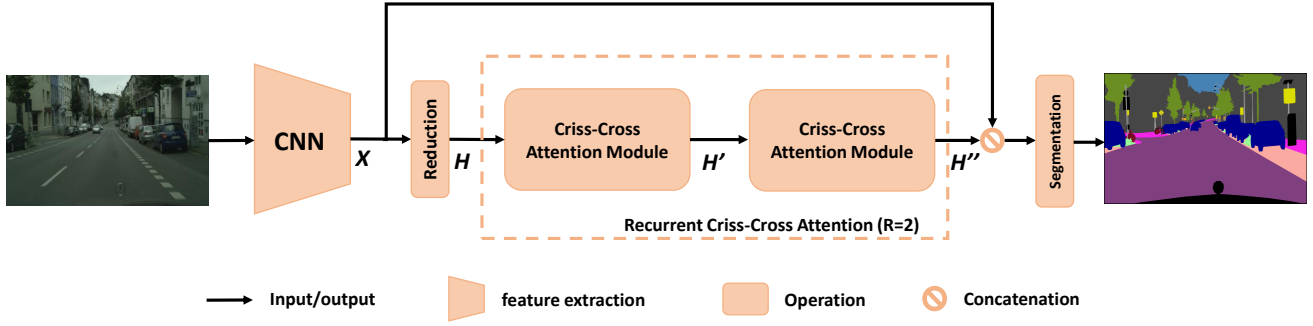 CNN
X
Reduction
H
Criss-Cross
Attention Module
H’
Criss-Cross
Attention Module
H’’
Segmentation
Recurrent Criss-Cross Attention (R=2)
Input/output
feature extraction
Operation
Concatenation